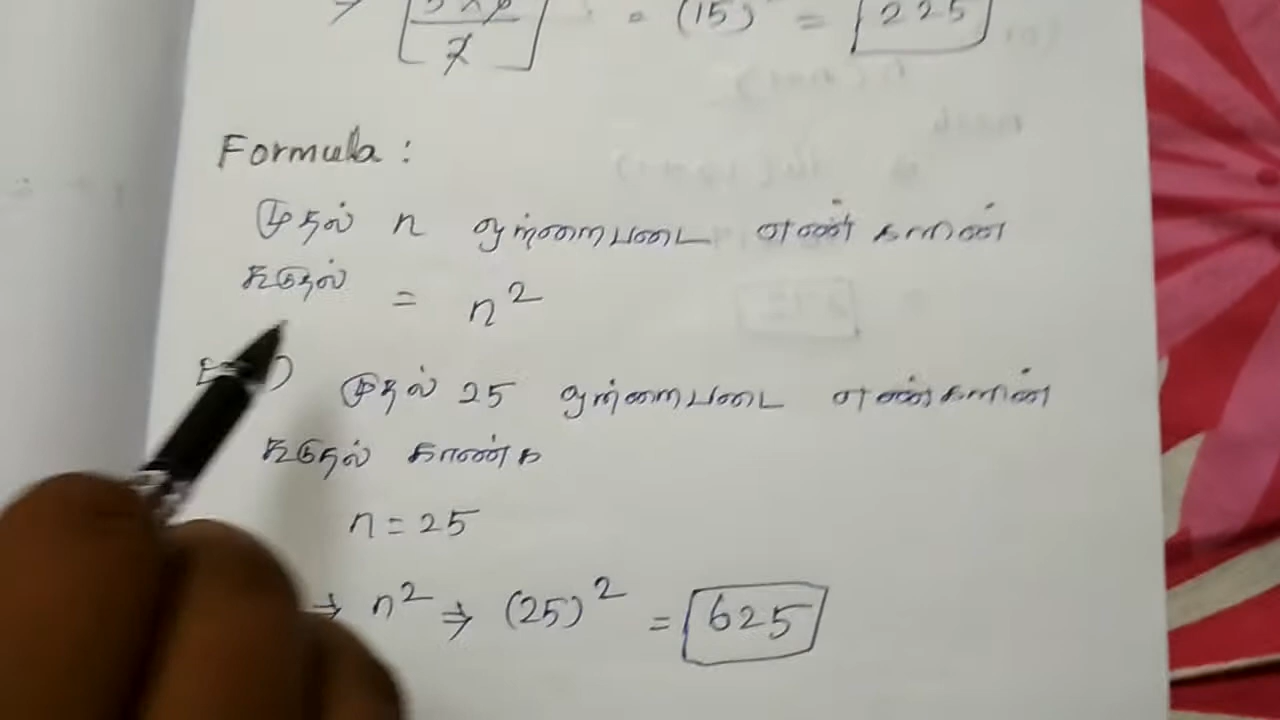 = (15) = 225
Formula :
முதல் n ஒற்றைபடை எண்களின்
கூடுதல் = n²
முதல் 25 ஒற்றைபடை எண்களின்
கூடுதல் காண்க
n = 25
→ n² ⇒ (25)² = 625